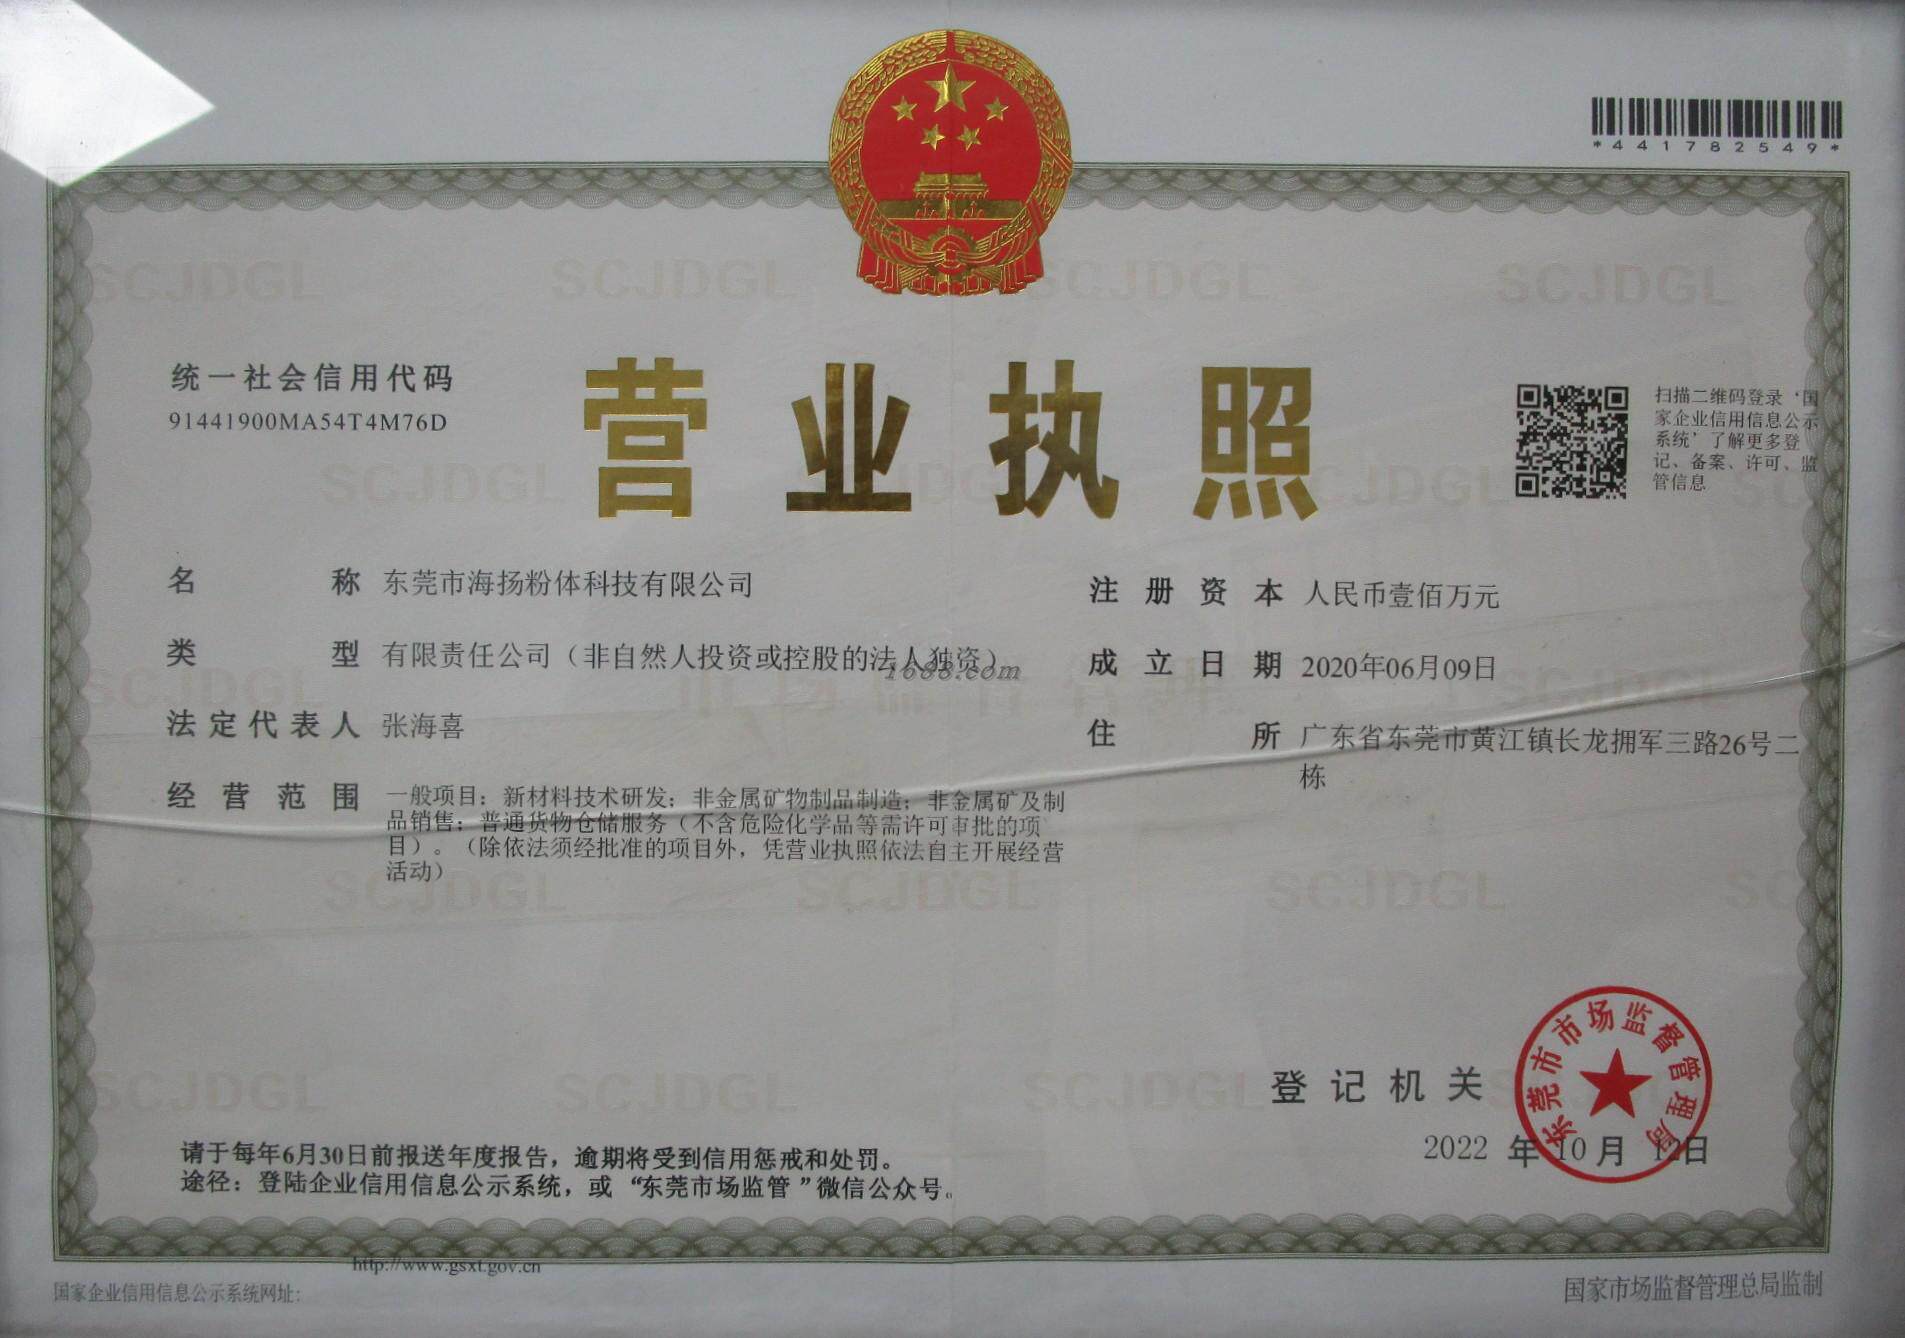 *441782549*
统一社会信用代码
91441900MA54T4M76D
营业执照
扫描二维码登录‘国
家企业信用信息公示
系统’了解更多登
记、备案、许可、监
管信息
名称 东莞市海扬粉体科技有限公司
类型 有限责任公司（非自然人投资或控股的法人独资）
法定代表人 张海喜
经营范围 一般项目：新材料技术研发；非金属矿物制品制造；非金属矿及制
品销售；普通货物仓储服务（不含危险化学品等需许可审批的项
目）。（除依法须经批准的项目外，凭营业执照依法自主开展经营
活动）
注册资本 人民币壹佰万元
成立日期 2020年06月09日
住所 广东省东莞市黄江镇长龙拥军三路26号二
栋
1688.com
SCJDGL
市场监督管理
登记机关
东莞市市场监督管理局
2022 年 10 月 12日
请于每年6月30日前报送年度报告，逾期将受到信用惩戒和处罚。
途径：登陆企业信用信息公示系统，或“东莞市场监管”微信公众号。
http://www.gsxt.gov.cn
国家企业信用信息公示系统网址：
国家市场监督管理总局监制